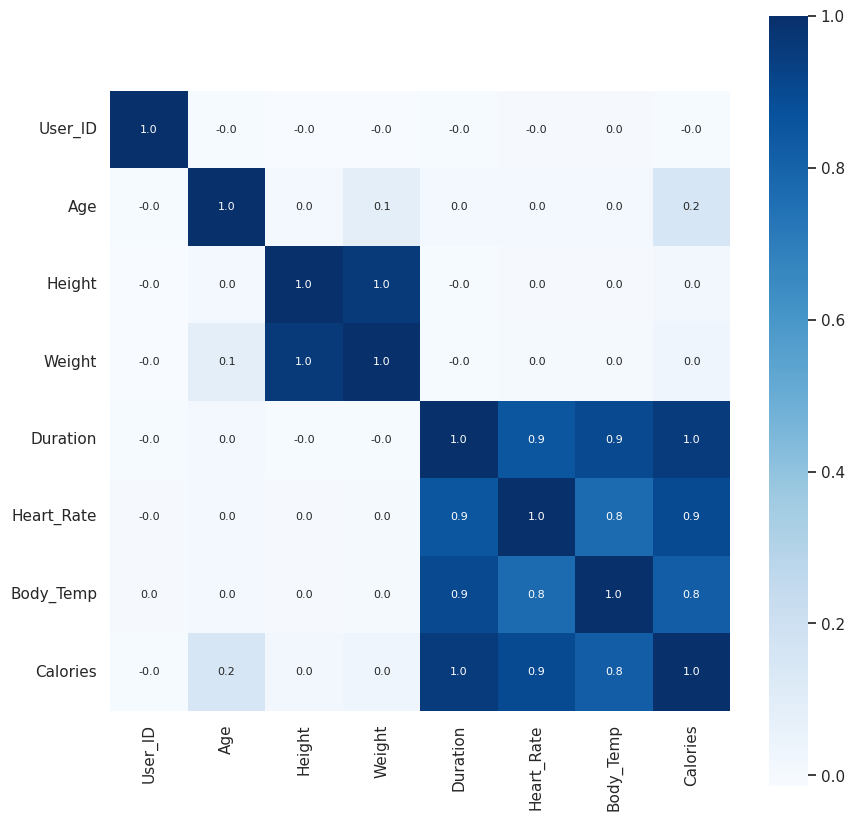 1.0
User_ID 1.0 -0.0 -0.0 -0.0 -0.0 -0.0 0.0 -0.0
0.8
Age -0.0 1.0 0.0 0.1 0.0 0.0 0.0 0.2
Height -0.0 0.0 1.0 1.0 -0.0 0.0 0.0 0.0
0.6
Weight -0.0 0.1 1.0 1.0 -0.0 0.0 0.0 0.0
Duration -0.0 0.0 -0.0 -0.0 1.0 0.9 0.9 1.0
0.4
Heart_Rate -0.0 0.0 0.0 0.0 0.9 1.0 0.8 0.9
Body_Temp 0.0 0.0 0.0 0.0 0.9 0.8 1.0 0.8
0.2
Calories -0.0 0.2 0.0 0.0 1.0 0.9 0.8 1.0
0.0
User_ID Age Height Weight Duration Heart_Rate Body_Temp Calories